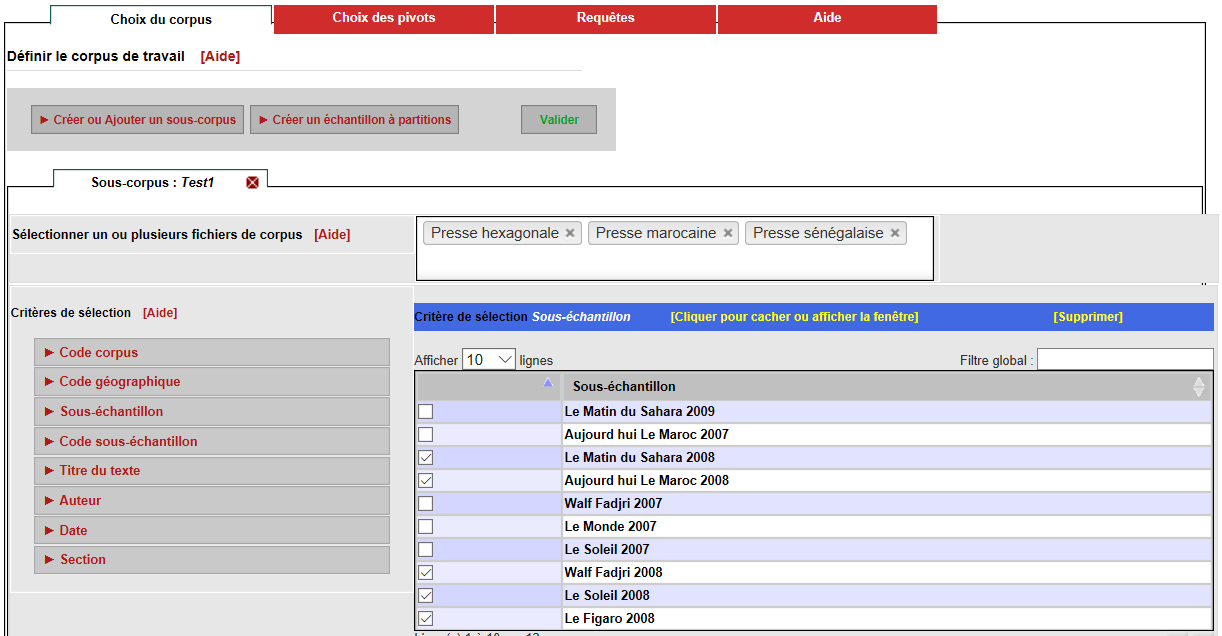 Choix du corpus Choix des pivots Requêtes Aide
Définir le corpus de travail [Aide]
Créer ou Ajouter un sous-corpus Créer un échantillon à partitions Valider
Sous-corpus : Test1
Sélectionner un ou plusieurs fichiers de corpus [Aide] Presse hexagonale × Presse marocaine × Presse sénégalaise ×
Critères de sélection [Aide]
Code corpus
Code géographique
Sous-échantillon
Code sous-échantillon
Titre du texte
Auteur
Date
Section
Critère de sélection Sous-échantillon [Cliquer pour cacher ou afficher la fenêtre] [Supprimer]
Afficher 10 lignes Filtre global :
Sous-échantillon
Le Matin du Sahara 2009
Aujourd hui Le Maroc 2007
Le Matin du Sahara 2008
Aujourd hui Le Maroc 2008
Walf Fadjri 2007
Le Monde 2007
Le Soleil 2007
Walf Fadjri 2008
Le Soleil 2008
Le Figaro 2008